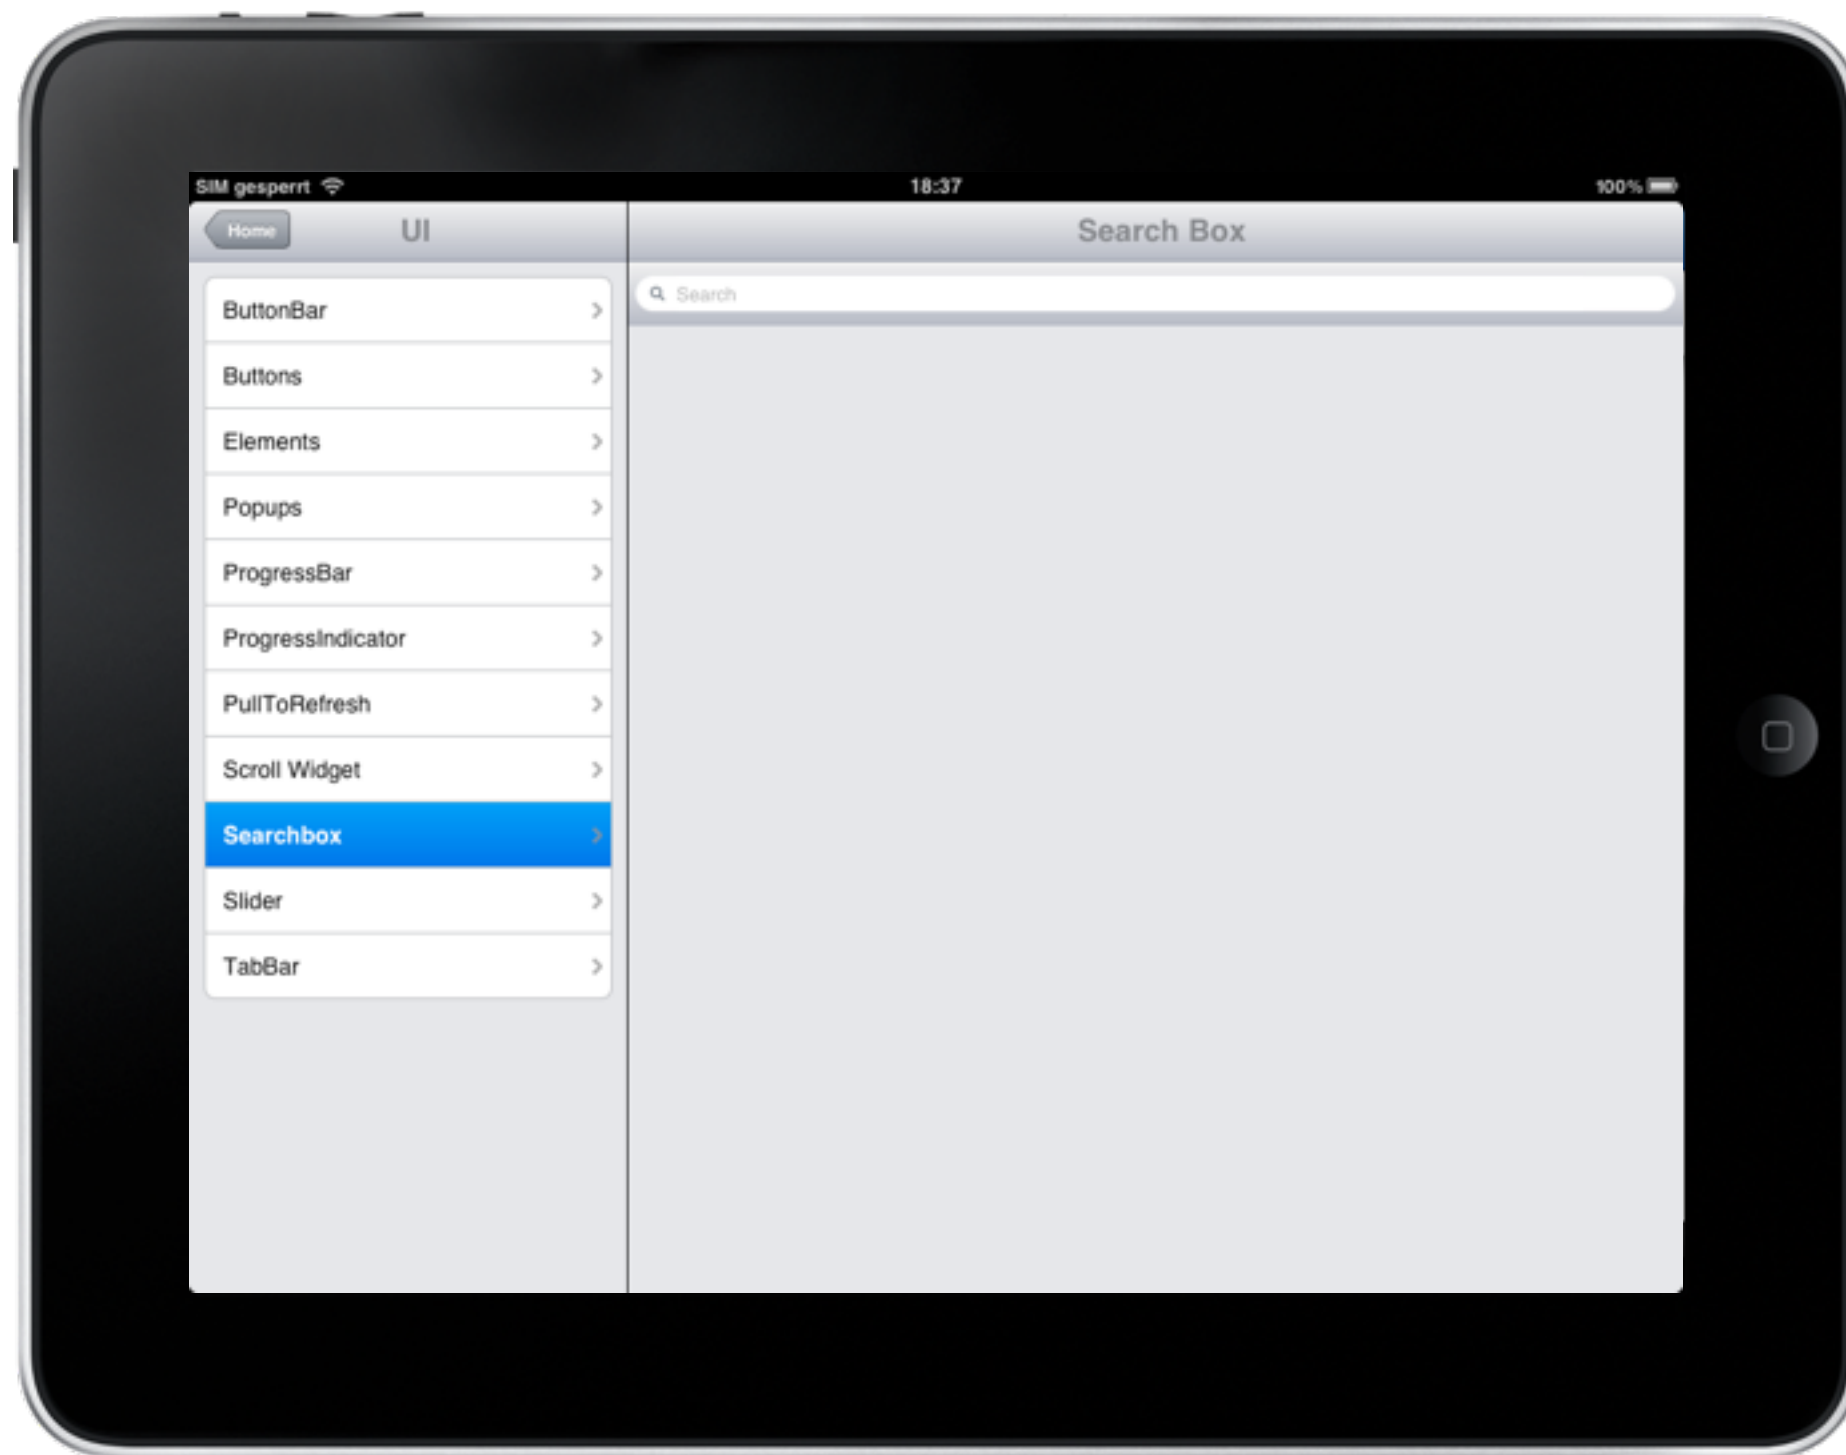 SIM gesperrt 18:37 100%
Home UI Search Box
Search
ButtonBar
Buttons
Elements
Popups
ProgressBar
ProgressIndicator
PullToRefresh
Scroll Widget
Searchbox
Slider
TabBar